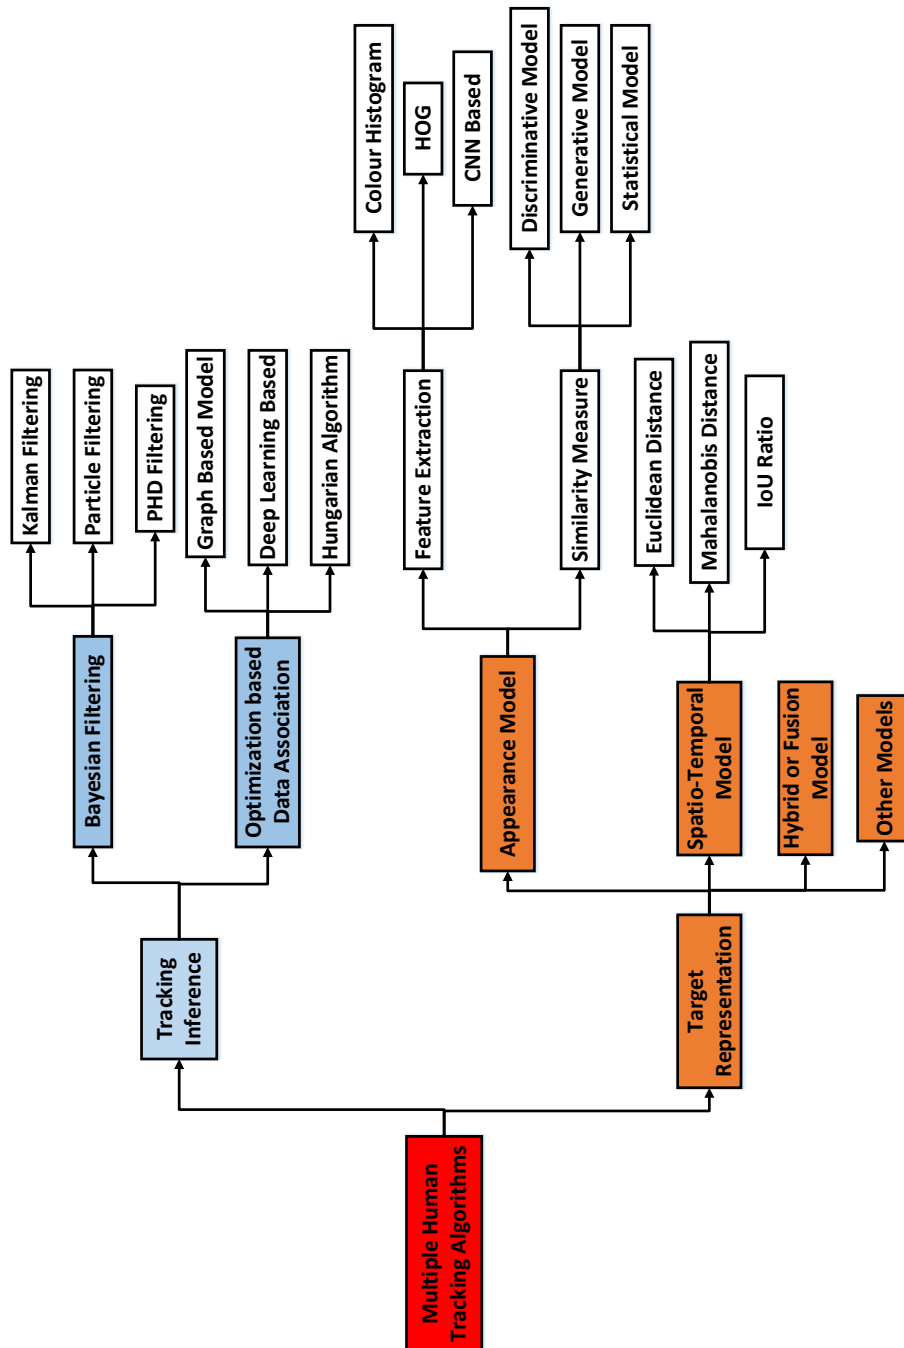 Multiple Human
Tracking Algorithms
Tracking
Inference
Target
Representation
Bayesian Filtering
Optimization based
Data Association
Appearance Model
Spatio-Temporal
Model
Hybrid or Fusion
Model
Other Models
Kalman Filtering
Particle Filtering
PHD Filtering
Graph Based Model
Deep Learning Based
Hungarian Algorithm
Feature Extraction
Similarity Measure
Euclidean Distance
Mahalanobis Distance
IoU Ratio
Colour Histogram
HOG
CNN Based
Discriminative Model
Generative Model
Statistical Model